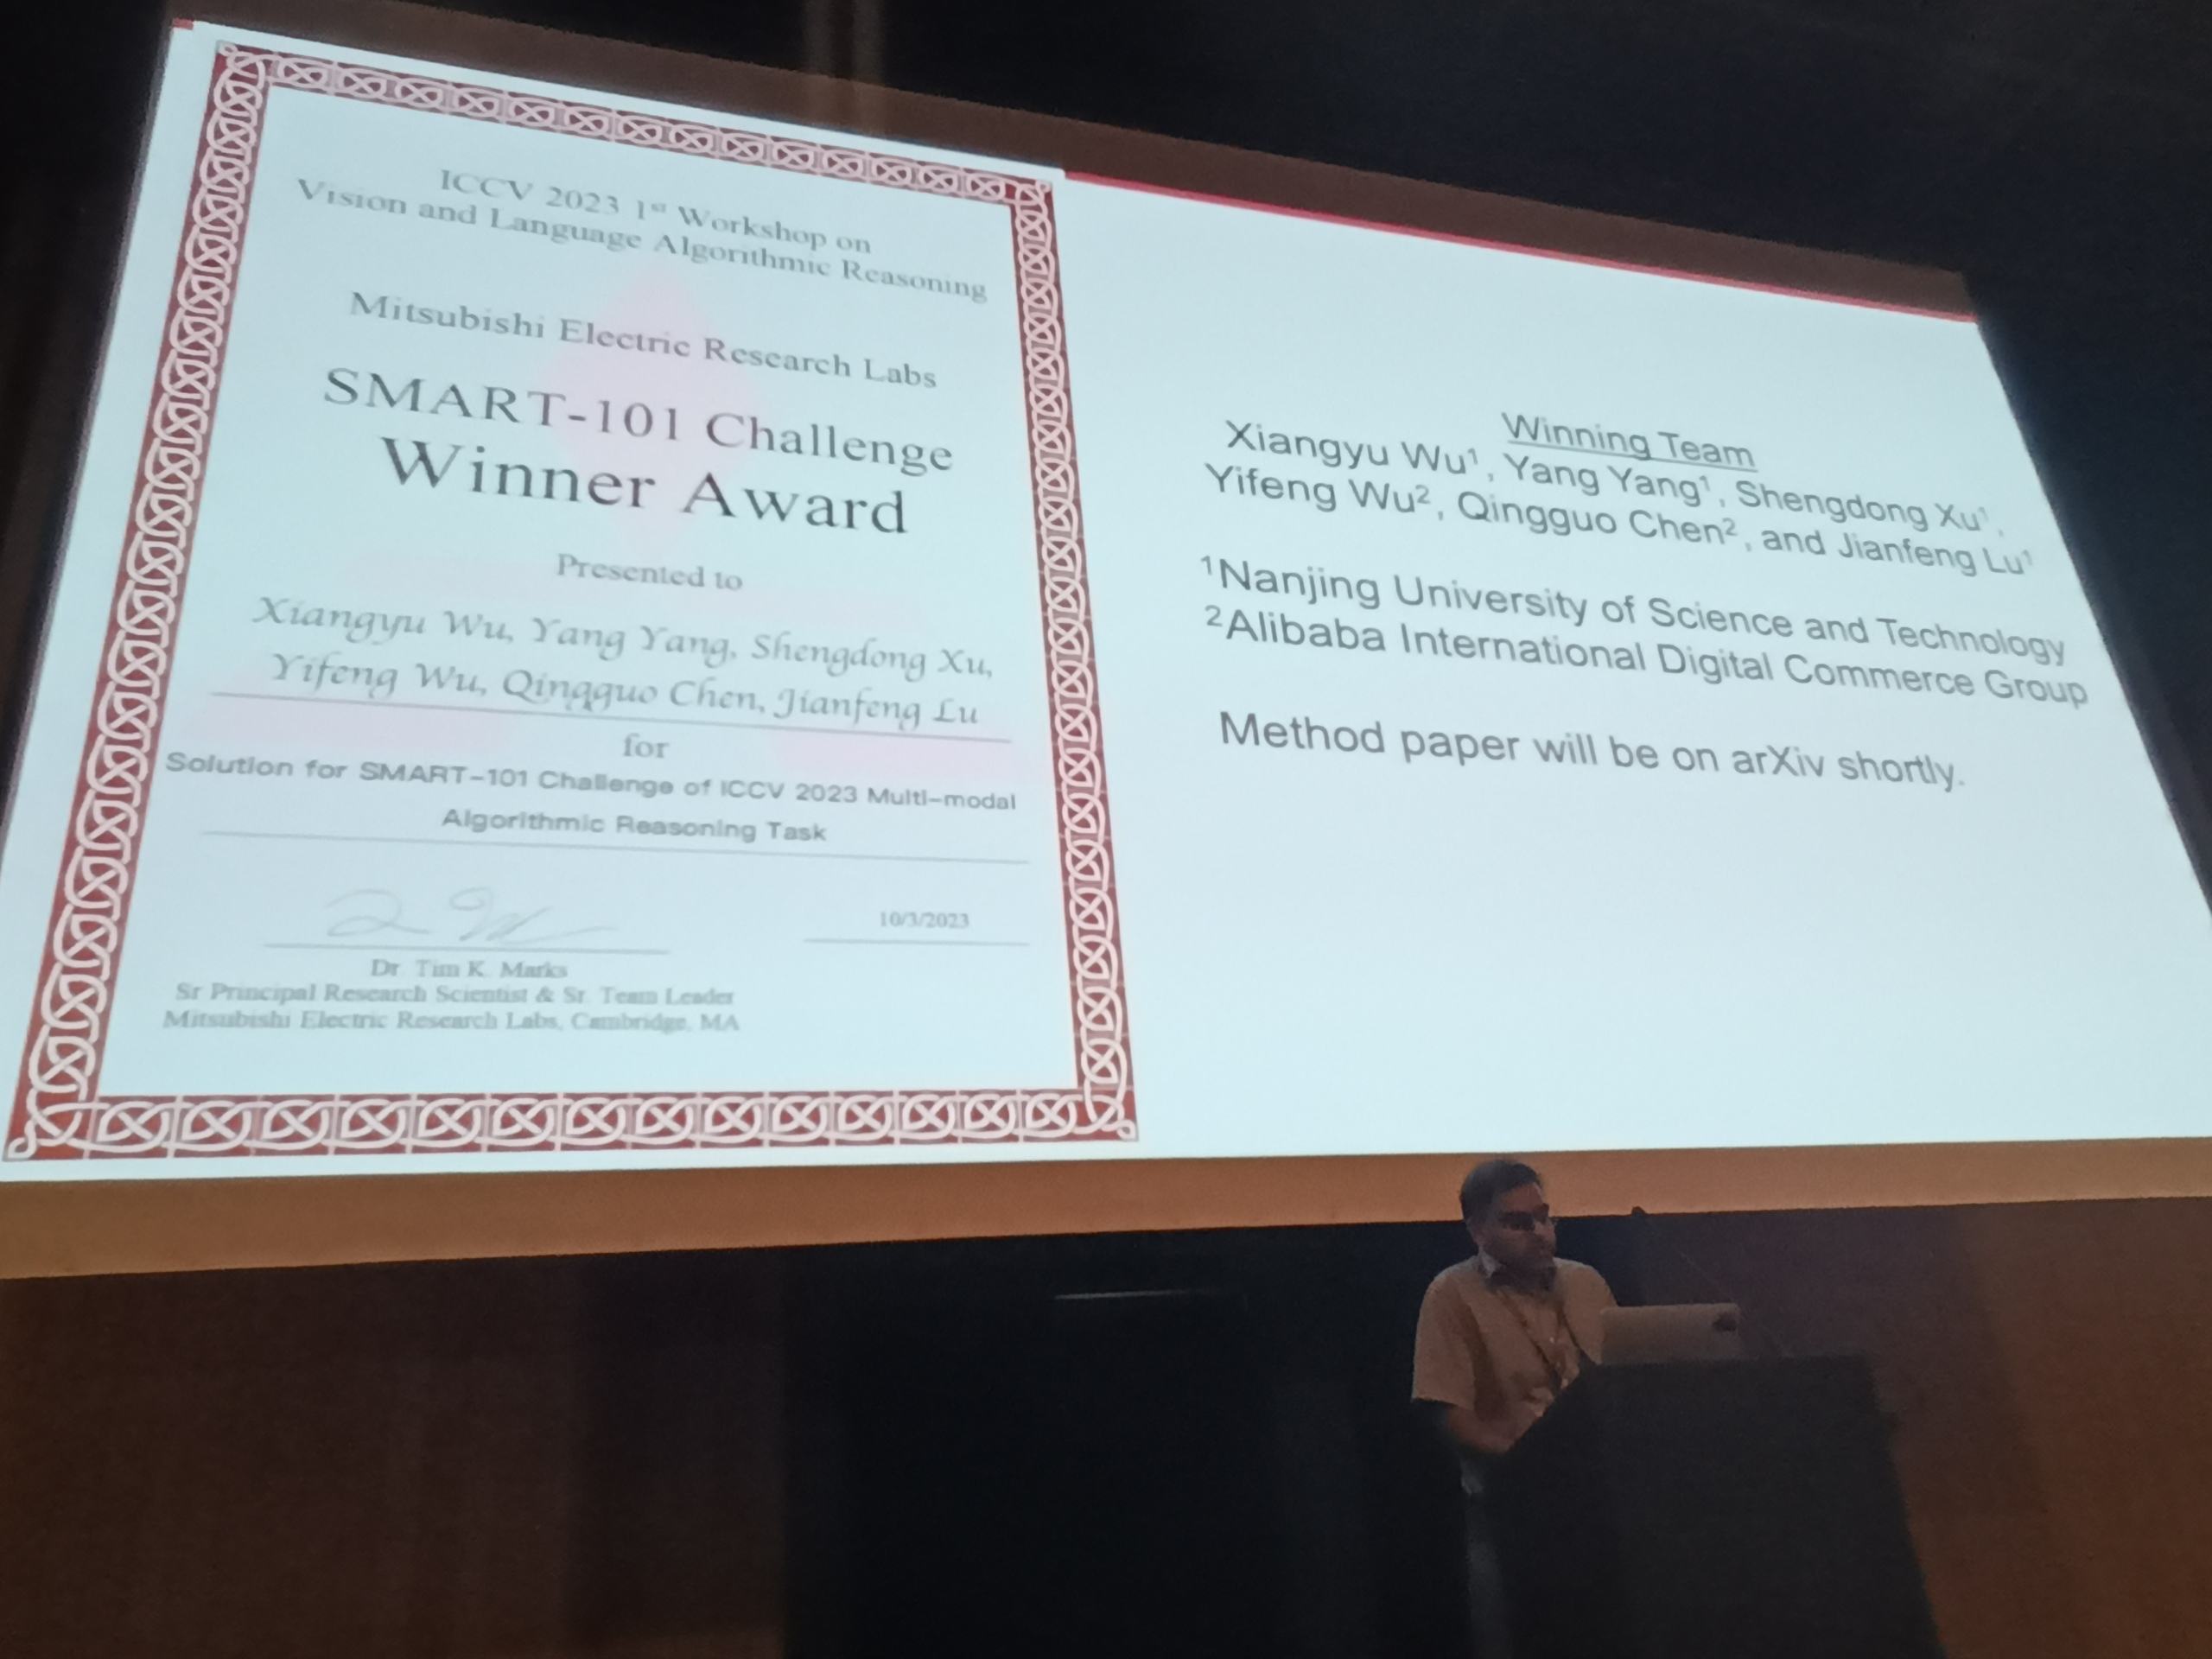 ICCV 2023 1st Workshop on
Vision and Language Algorithmic Reasoning
Mitsubishi Electric Research Labs
SMART-101 Challenge
Winner Award
Presented to
Xiangyu Wu, Yang Yang, Shengdong Xu,
Yifeng Wu, Qingguo Chen, Jianfeng Lu
for
Solution for SMART-101 Challenge of ICCV 2023 Multi-modal
Algorithmic Reasoning Task
10/3/2023
Dr. Tim K. Marks
Sr Principal Research Scientist & Sr. Team Leader
Mitsubishi Electric Research Labs, Cambridge, MA
Winning Team
Xiangyu Wu¹, Yang Yang¹, Shengdong Xu¹,
Yifeng Wu², Qingguo Chen², and Jianfeng Lu¹
¹Nanjing University of Science and Technology
²Alibaba International Digital Commerce Group
Method paper will be on arXiv shortly.